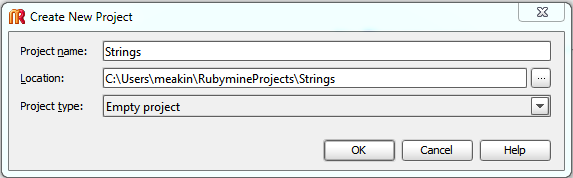 Create New Project
Project name: Strings
Location: C:\Users\meakin\RubymineProjects\Strings ...
Project type: Empty project
OK Cancel Help